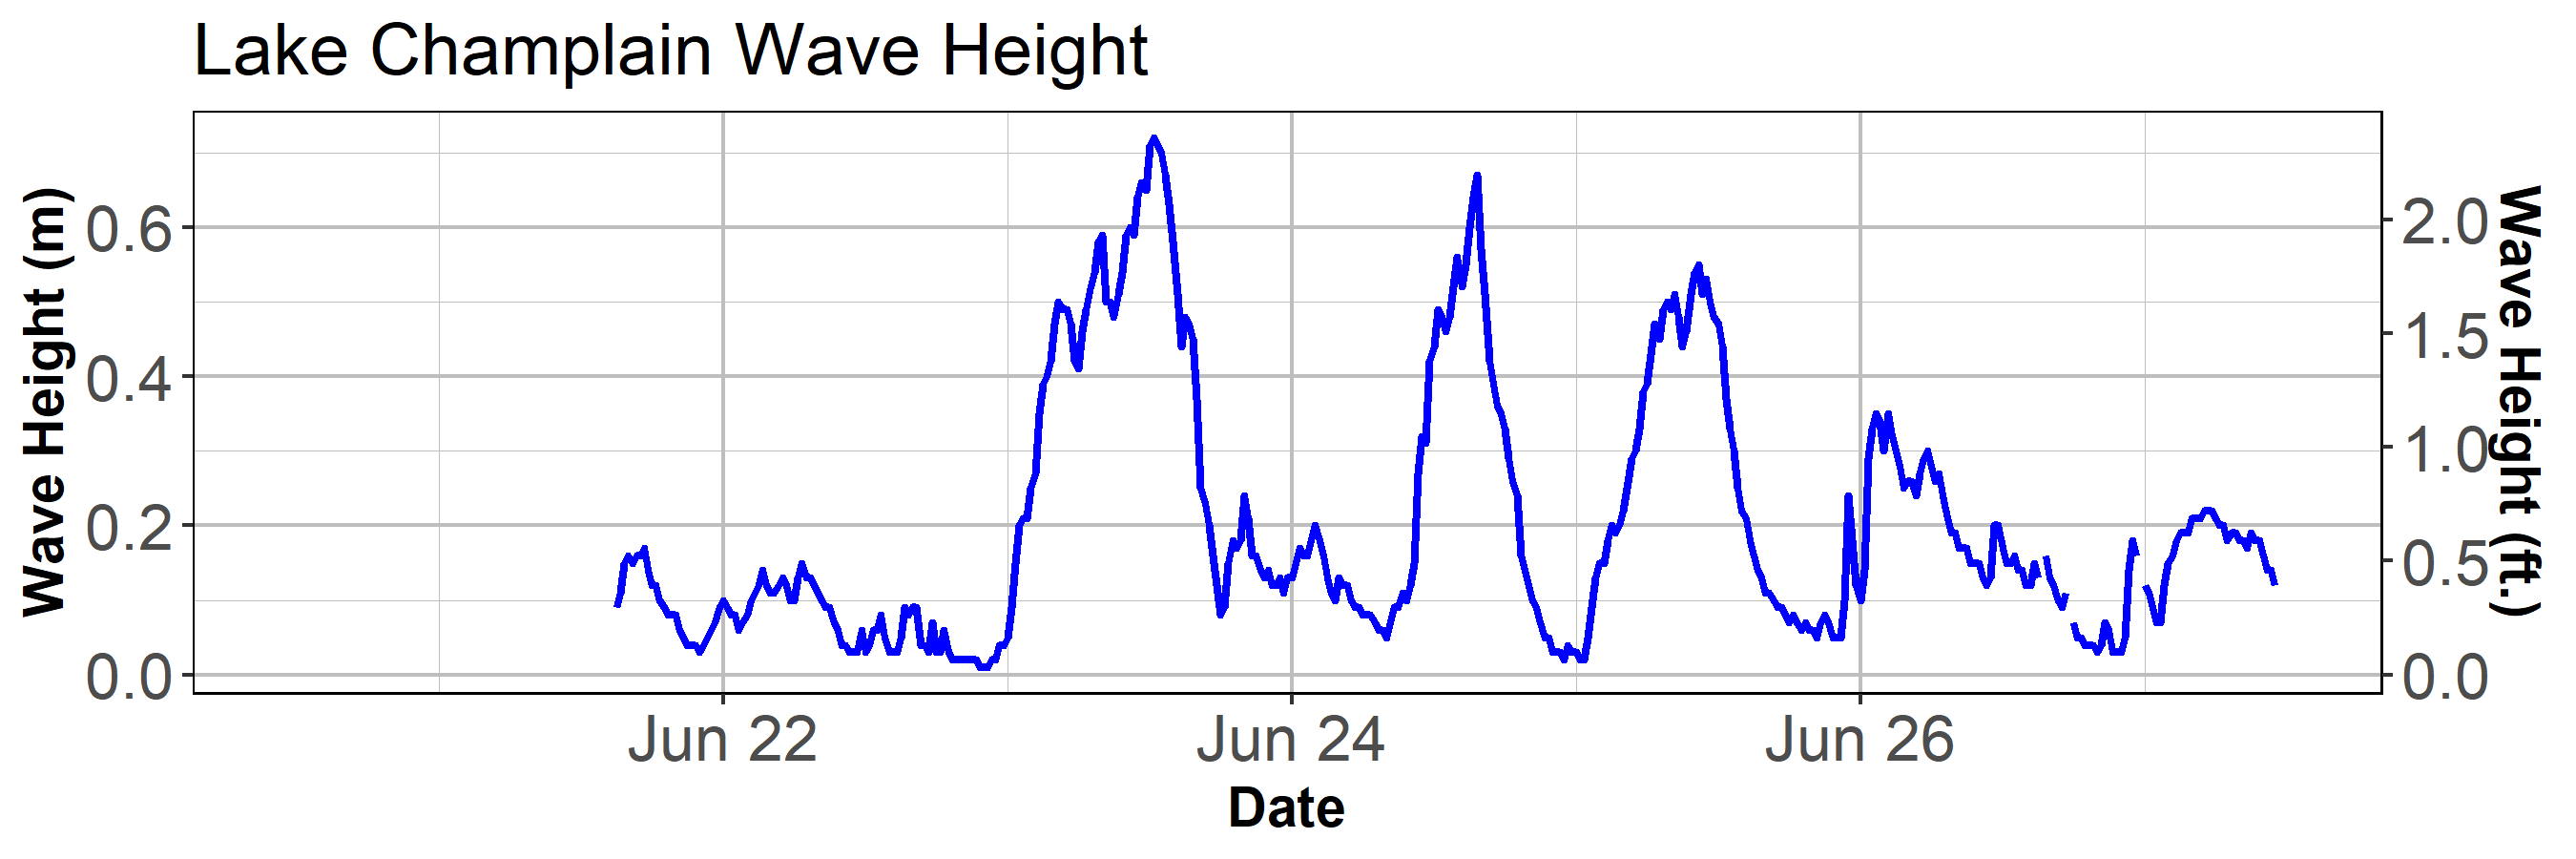 Lake Champlain Wave Height
Wave Height (m)
0.6
0.4
0.2
0.0
2.0
1.5
1.0
0.5
0.0
Wave Height (ft.)
Jun 22
Jun 24
Jun 26
Date